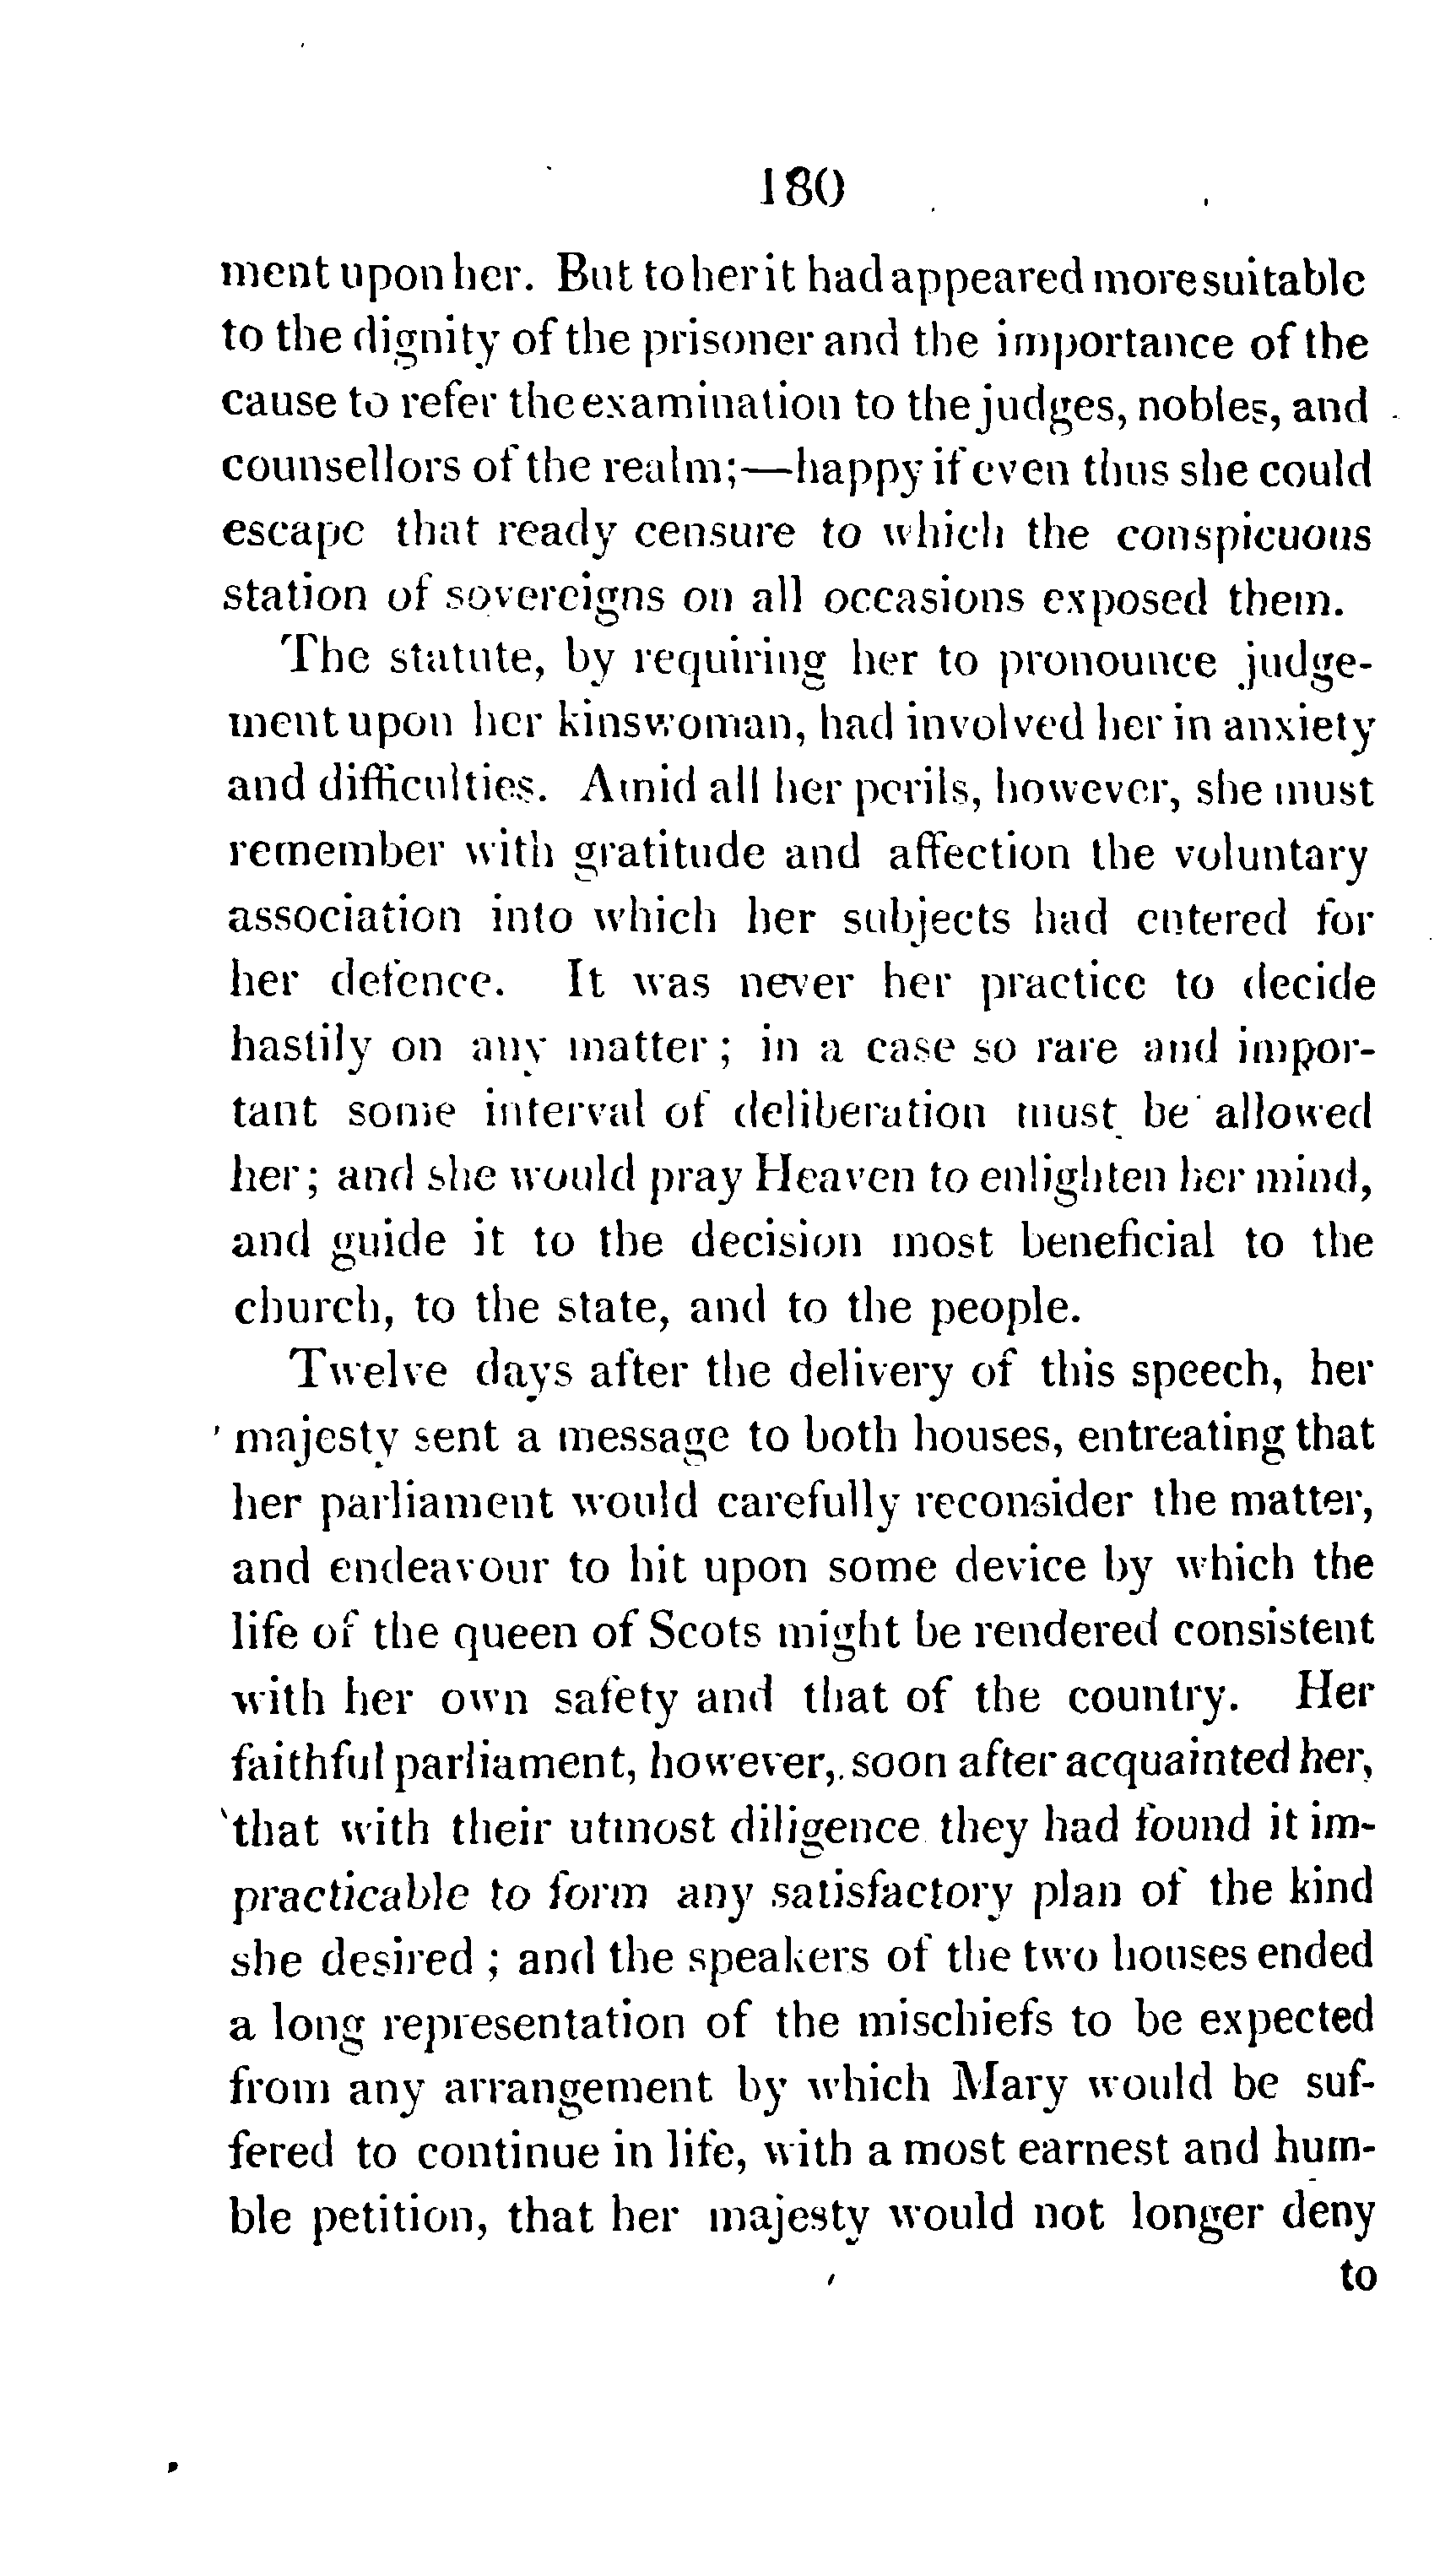 180
ment upon her. But to her it had appeared more suitable
to the dignity of the prisoner and the importance of the
cause to refer the examination to the judges, nobles, and
counsellors of the realm;—happy if even thus she could
escape that ready censure to which the conspicuous
station of sovereigns on all occasions exposed them.
The statute, by requiring her to pronounce judge-
ment upon her kinswoman, had involved her in anxiety
and difficulties. Amid all her perils, however, she must
remember with gratitude and affection the voluntary
association into which her subjects had entered for
her defence. It was never her practice to decide
hastily on any matter; in a case so rare and impor-
tant some interval of deliberation must be allowed
her; and she would pray Heaven to enlighten her mind,
and guide it to the decision most beneficial to the
church, to the state, and to the people.
Twelve days after the delivery of this speech, her
majesty sent a message to both houses, entreating that
her parliament would carefully reconsider the matter,
and endeavour to hit upon some device by which the
life of the queen of Scots might be rendered consistent
with her own safety and that of the country. Her
faithful parliament, however, soon after acquainted her,
that with their utmost diligence they had found it im-
practicable to form any satisfactory plan of the kind
she desired; and the speakers of the two houses ended
a long representation of the mischiefs to be expected
from any arrangement by which Mary would be suf-
fered to continue in life, with a most earnest and hum-
ble petition, that her majesty would not longer deny
to